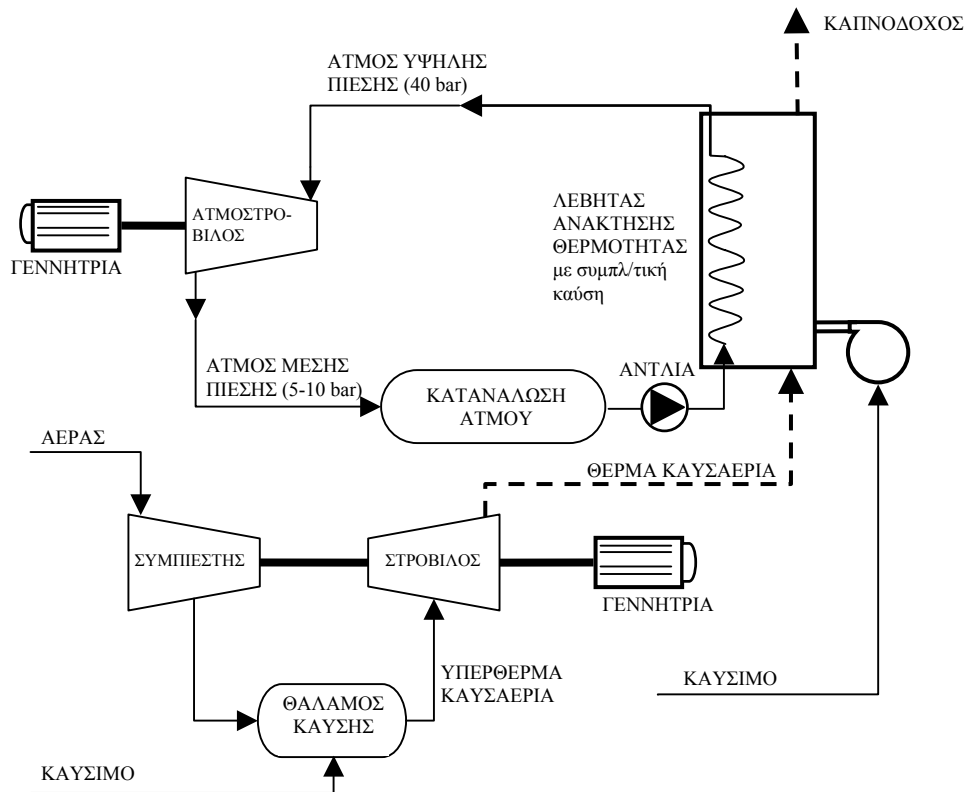 ΚΑΠΝΟΔΟΧΟΣ
ΑΤΜΟΣ ΥΨΗΛΗΣ
ΠΙΕΣΗΣ (40 bar)
ΑΤΜΟΣΤΡΟ-
ΒΙΛΟΣ
ΓΕΝΝΗΤΡΙΑ
ΛΕΒΗΤΑΣ
ΑΝΑΚΤΗΣΗΣ
ΘΕΡΜΟΤΗΤΑΣ
με συμπλ/τική
καύση
ΑΤΜΟΣ ΜΕΣΗΣ
ΠΙΕΣΗΣ (5-10 bar)
ΚΑΤΑΝΑΛΩΣΗ
ΑΤΜΟΥ
ΑΝΤΛΙΑ
ΑΕΡΑΣ
ΘΕΡΜΑ ΚΑΥΣΑΕΡΙΑ
ΣΥΜΠΙΕΣΤΗΣ
ΣΤΡΟΒΙΛΟΣ
ΓΕΝΝΗΤΡΙΑ
ΥΠΕΡΘΕΡΜΑ
ΚΑΥΣΑΕΡΙΑ
ΘΑΛΑΜΟΣ
ΚΑΥΣΗΣ
ΚΑΥΣΙΜΟ
ΚΑΥΣΙΜΟ